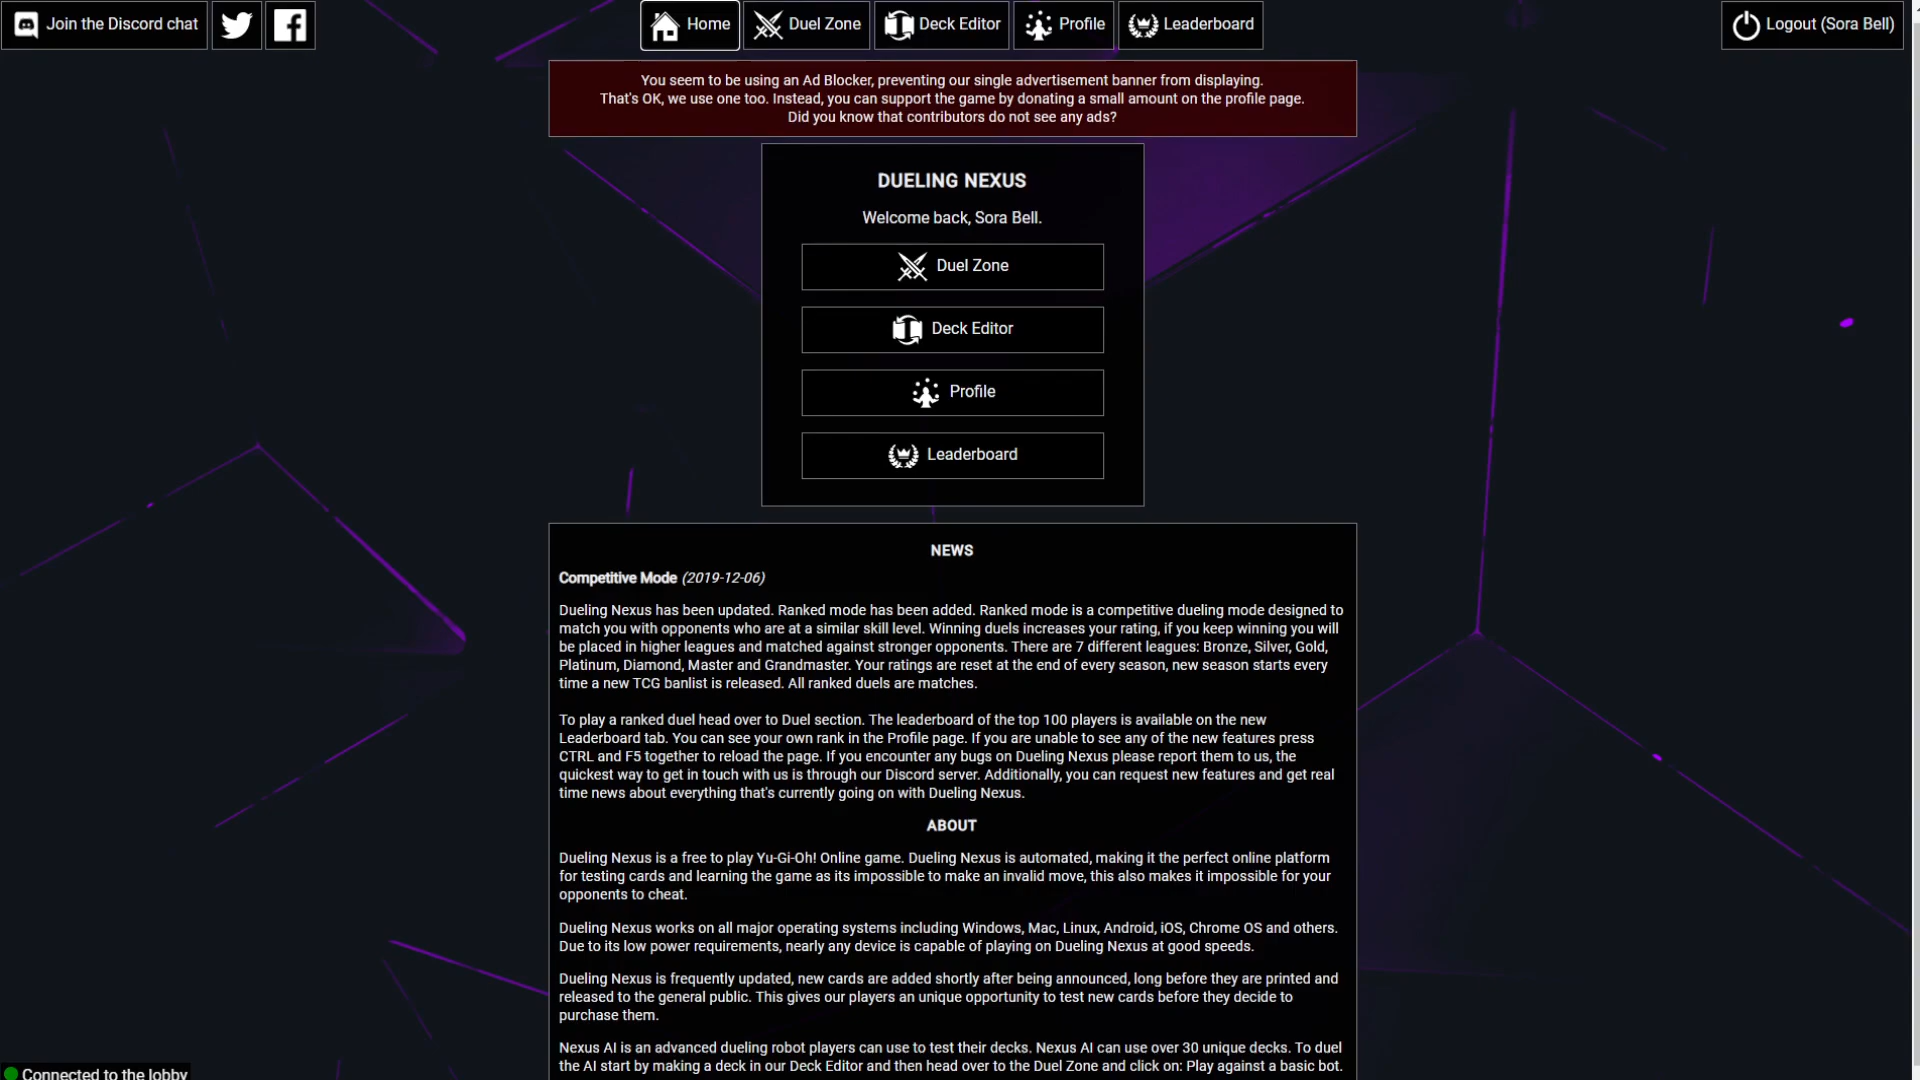 Join the Discord chat
Home
Duel Zone
Deck Editor
Profile
Leaderboard
Logout (Sora Bell)
You seem to be using an Ad Blocker, preventing our single advertisement banner from displaying.
That's OK, we use one too. Instead, you can support the game by donating a small amount on the profile page.
Did you know that contributors do not see any ads?
DUELING NEXUS
Welcome back, Sora Bell.
Duel Zone
Deck Editor
Profile
Leaderboard
NEWS
Competitive Mode (2019-12-06)
Dueling Nexus has been updated. Ranked mode has been added. Ranked mode is a competitive dueling mode designed to
match you with opponents who are at a similar skill level. Winning duels increases your rating, if you keep winning you will
be placed in higher leagues and matched against stronger opponents. There are 7 different leagues: Bronze, Silver, Gold,
Platinum, Diamond, Master and Grandmaster. Your ratings are reset at the end of every season, new season starts every
time a new TCG banlist is released. All ranked duels are matches.
To play a ranked duel head over to Duel section. The leaderboard of the top 100 players is available on the new
Leaderboard tab. You can see your own rank in the Profile page. If you are unable to see any of the new features press
CTRL and F5 together to reload the page. If you encounter any bugs on Dueling Nexus please report them to us, the
quickest way to get in touch with us is through our Discord server. Additionally, you can request new features and get real
time news about everything that's currently going on with Dueling Nexus.
ABOUT
Dueling Nexus is a free to play Yu-Gi-Oh! Online game. Dueling Nexus is automated, making it the perfect online platform
for testing cards and learning the game as its impossible to make an invalid move, this also makes it impossible for your
opponents to cheat.
Dueling Nexus works on all major operating systems including Windows, Mac, Linux, Android, iOS, Chrome OS and others.
Due to its low power requirements, nearly any device is capable of playing on Dueling Nexus at good speeds.
Dueling Nexus is frequently updated, new cards are added shortly after being announced, long before they are printed and
released to the general public. This gives our players an unique opportunity to test new cards before they decide to
purchase them.
Nexus AI is an advanced dueling robot players can use to test their decks. Nexus AI can use over 30 unique decks. To duel
the AI start by making a deck in our Deck Editor and then head over to the Duel Zone and click on: Play against a basic bot.
Connected to the lobby